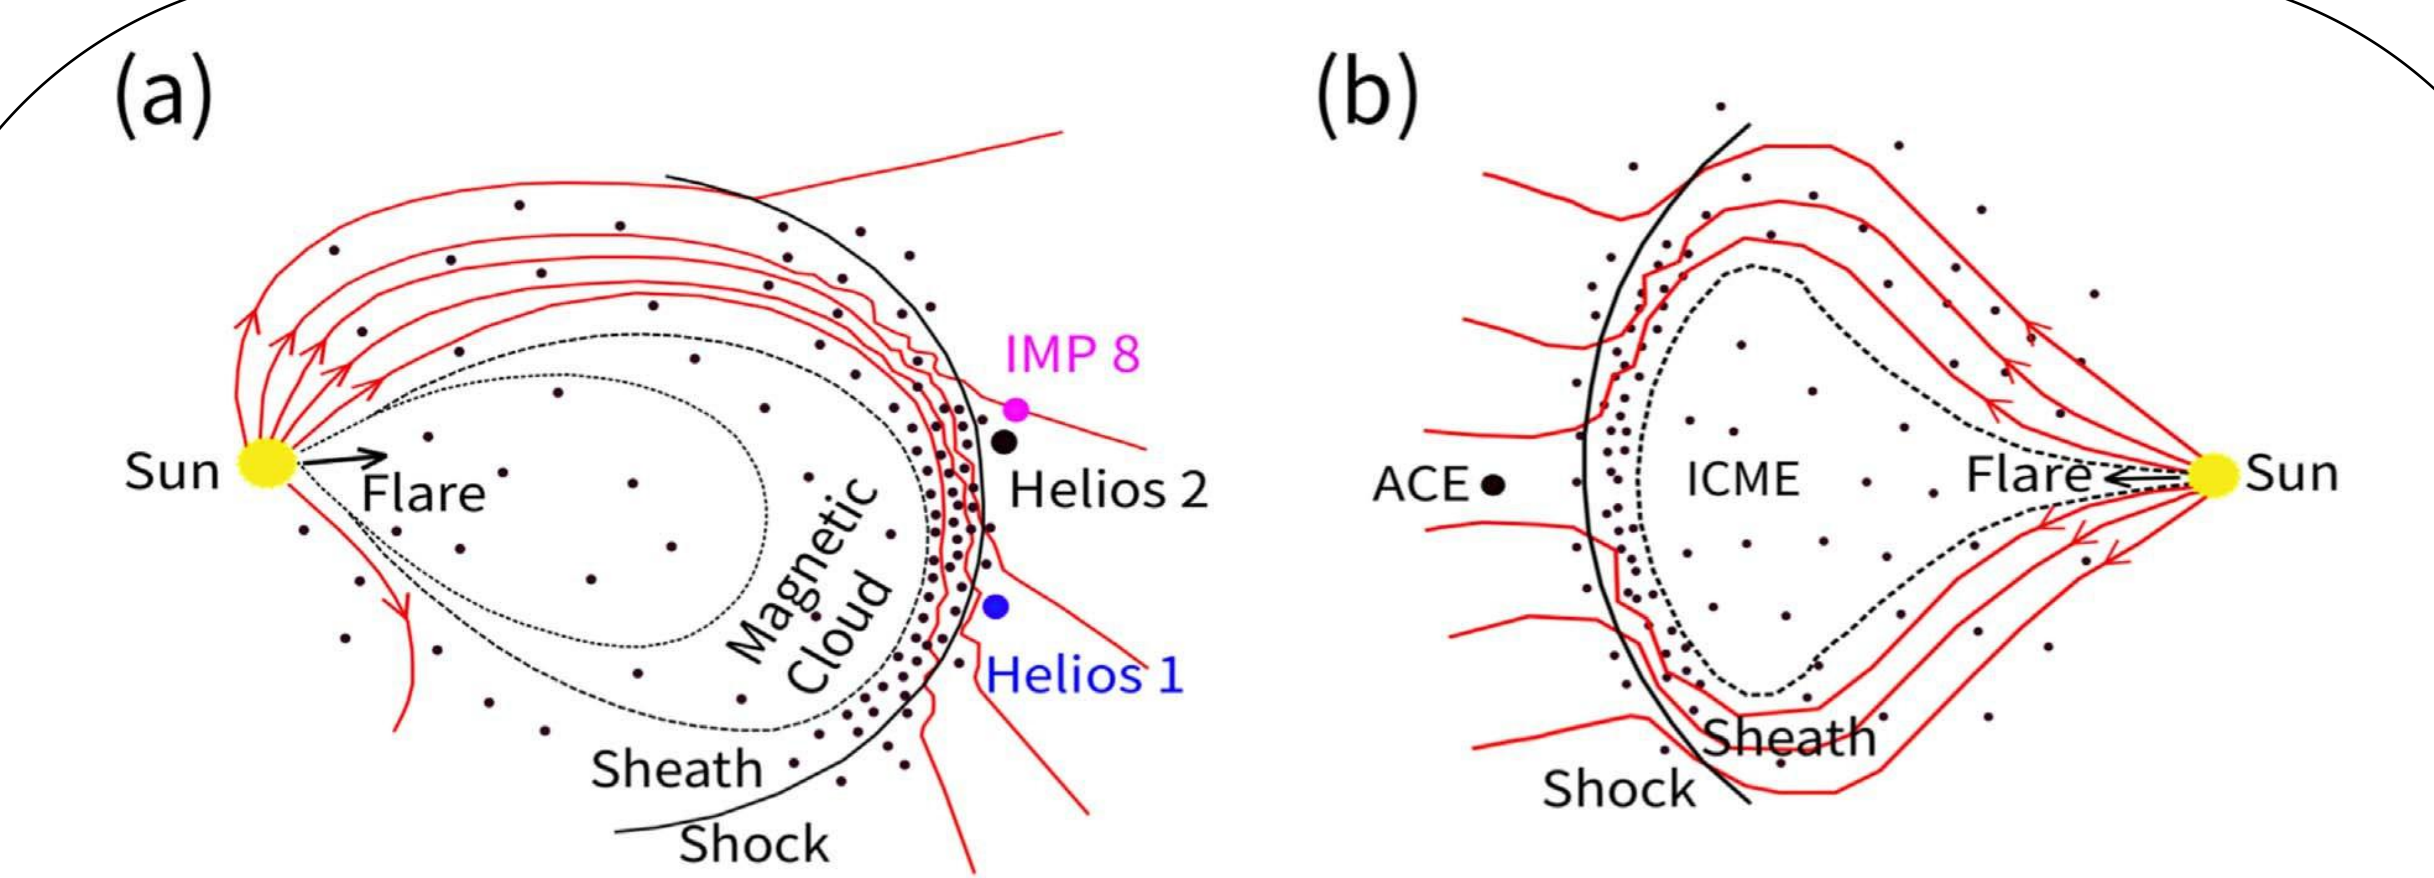 (a)
IMP 8
Sun
Flare
Helios 2
Magnetic
Cloud
Helios 1
Sheath
Shock
(b)
ACE
ICME
Flare
Sun
Sheath
Shock